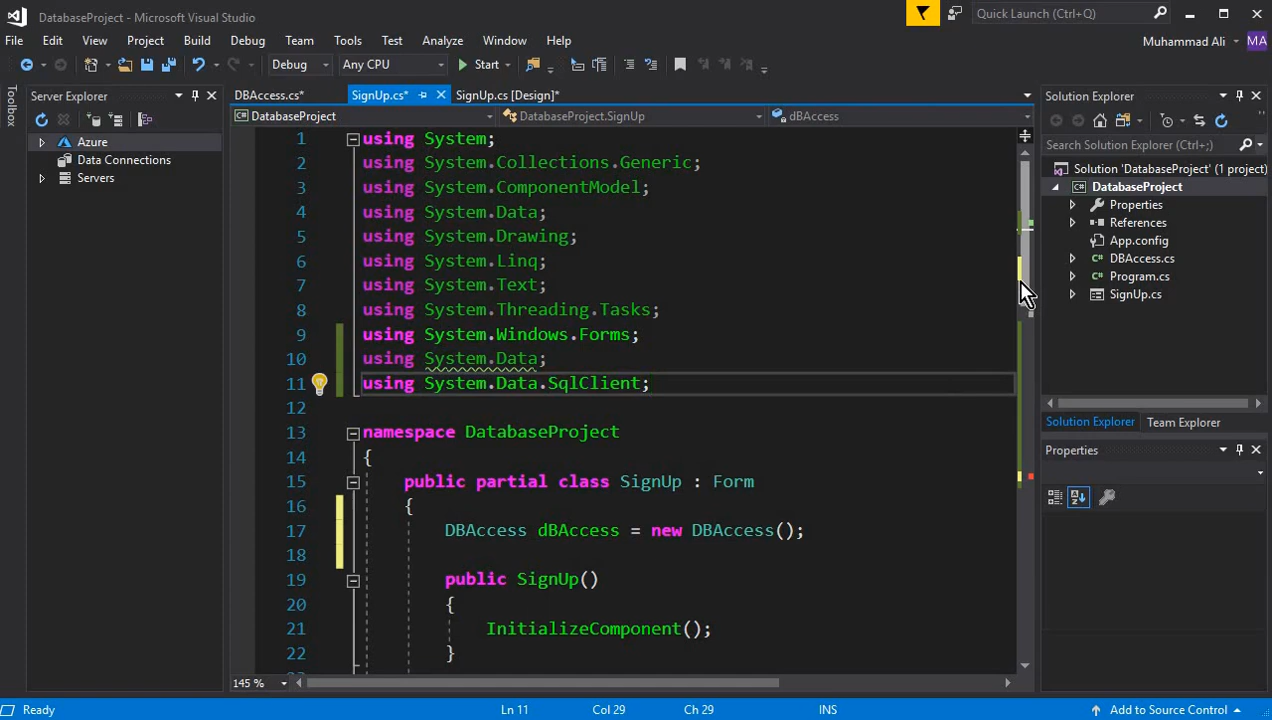 DatabaseProject - Microsoft Visual Studio
Quick Launch (Ctrl+Q)
File Edit View Project Build Debug Team Tools Test Analyze Window Help
Muhammad Ali MA
Debug Any CPU Start
Toolbox
Server Explorer
Azure
Data Connections
Servers
DBAccess.cs* SignUp.cs* SignUp.cs [Design]*
DatabaseProject DatabaseProject.SignUp dBAccess
1 using System;
2 using System.Collections.Generic;
3 using System.ComponentModel;
4 using System.Data;
5 using System.Drawing;
6 using System.Linq;
7 using System.Text;
8 using System.Threading.Tasks;
9 using System.Windows.Forms;
10 using System.Data;
11 using System.Data.SqlClient;
12
13 namespace DatabaseProject
14 {
15 public partial class SignUp : Form
16 {
17 DBAccess dBAccess = new DBAccess();
18
19 public SignUp()
20 {
21 InitializeComponent();
22 }
145 %
Solution Explorer
Search Solution Explorer (Ctrl+;)
Solution 'DatabaseProject' (1 project)
DatabaseProject
Properties
References
App.config
DBAccess.cs
Program.cs
SignUp.cs
Solution Explorer Team Explorer
Properties
Ready Ln 11 Col 29 Ch 29 INS Add to Source Control